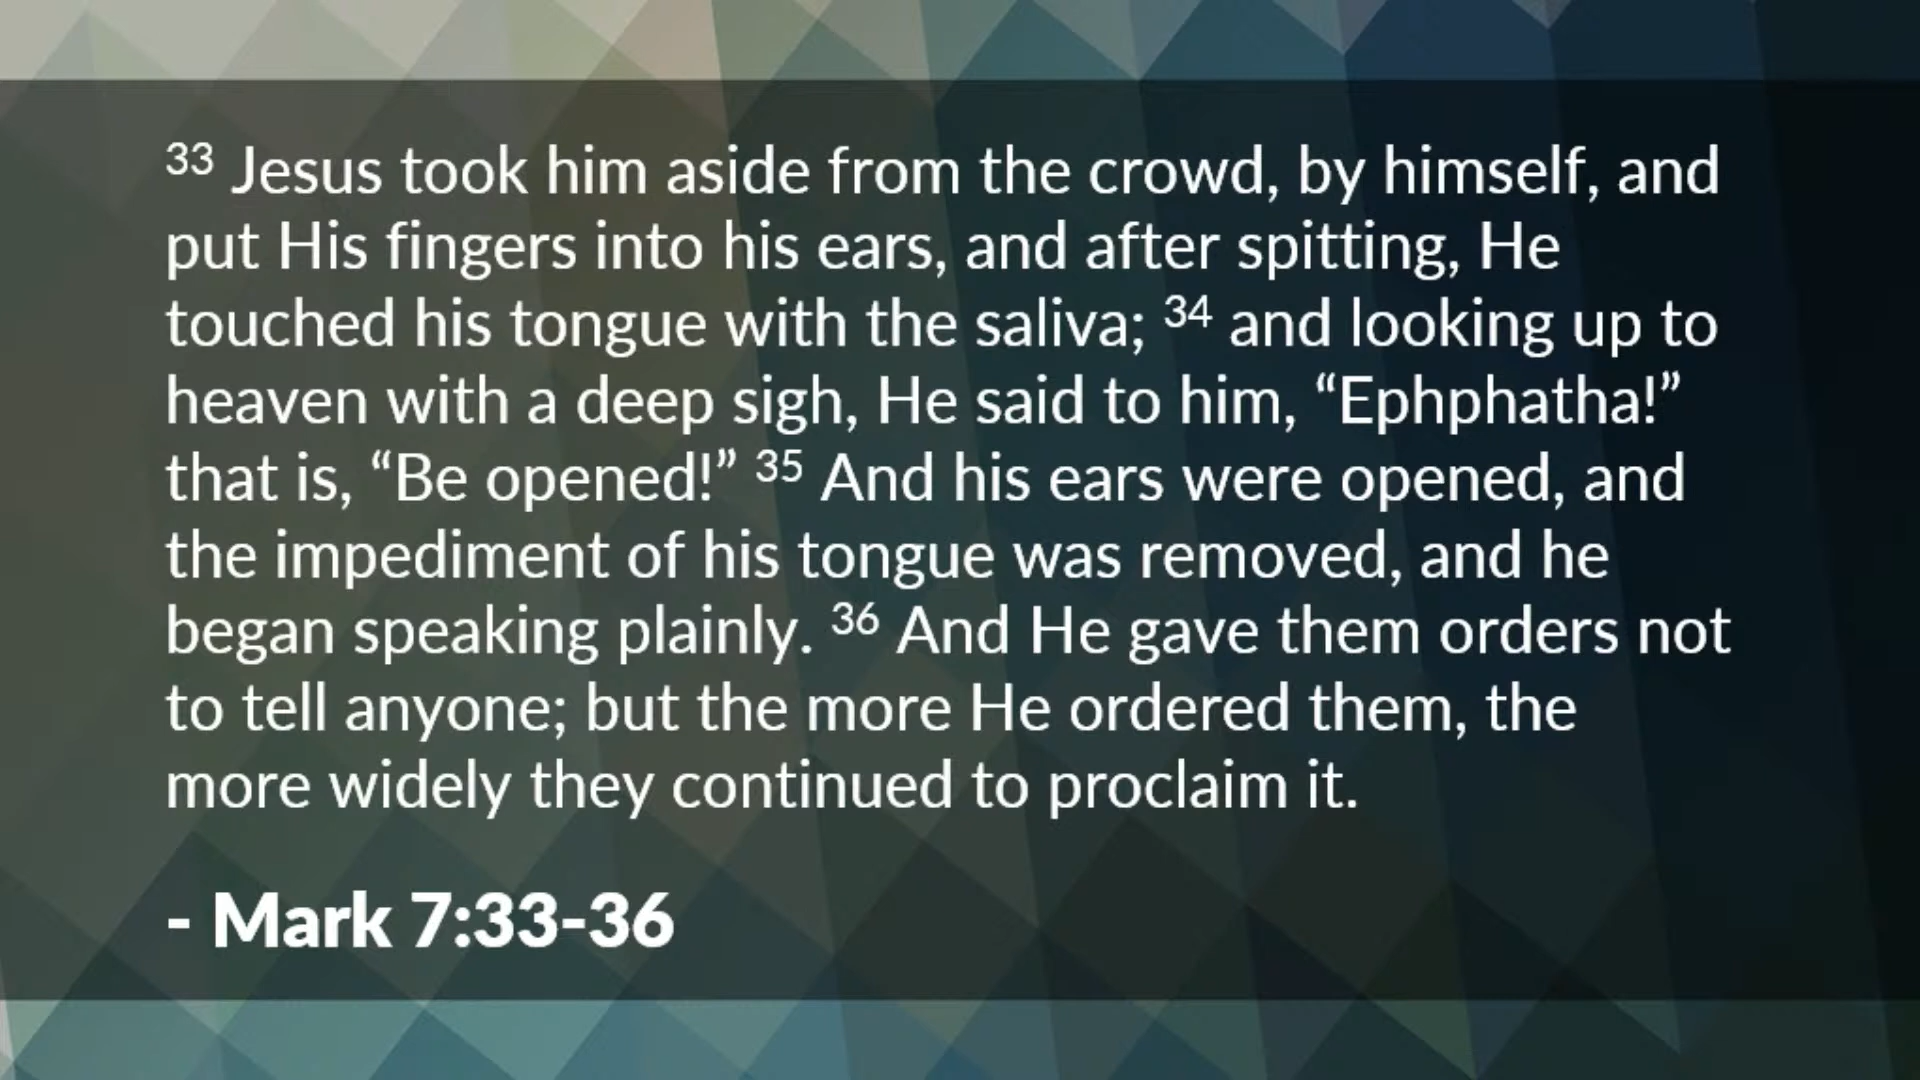 33 Jesus took him aside from the crowd, by himself, and
put His fingers into his ears, and after spitting, He
touched his tongue with the saliva; 34 and looking up to
heaven with a deep sigh, He said to him, “Ephphatha!”
that is, “Be opened!” 35 And his ears were opened, and
the impediment of his tongue was removed, and he
began speaking plainly. 36 And He gave them orders not
to tell anyone; but the more He ordered them, the
more widely they continued to proclaim it.
- Mark 7:33-36